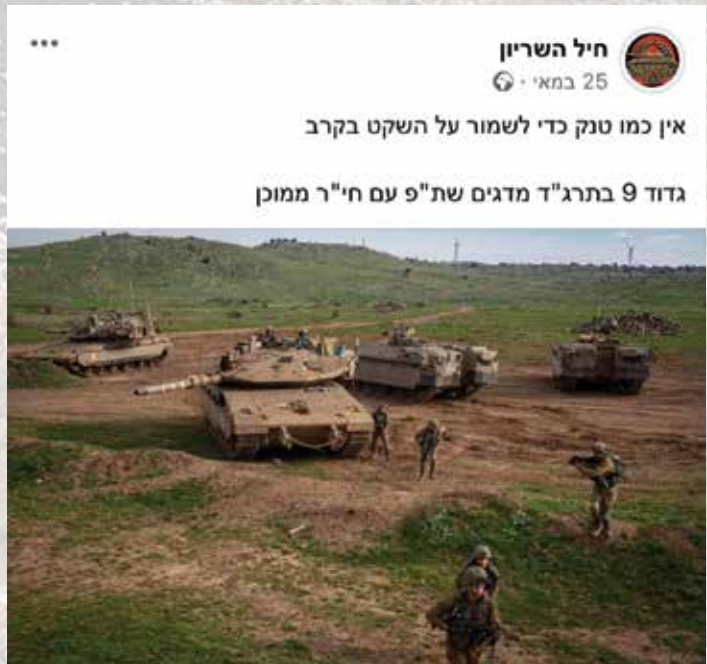 חיל השריון
25 במאי ·
אין כמו טנק כדי לשמור על השקט בקרב
גדוד 9 בתרג"ד מדגים שת"פ עם חי"ר ממוכן